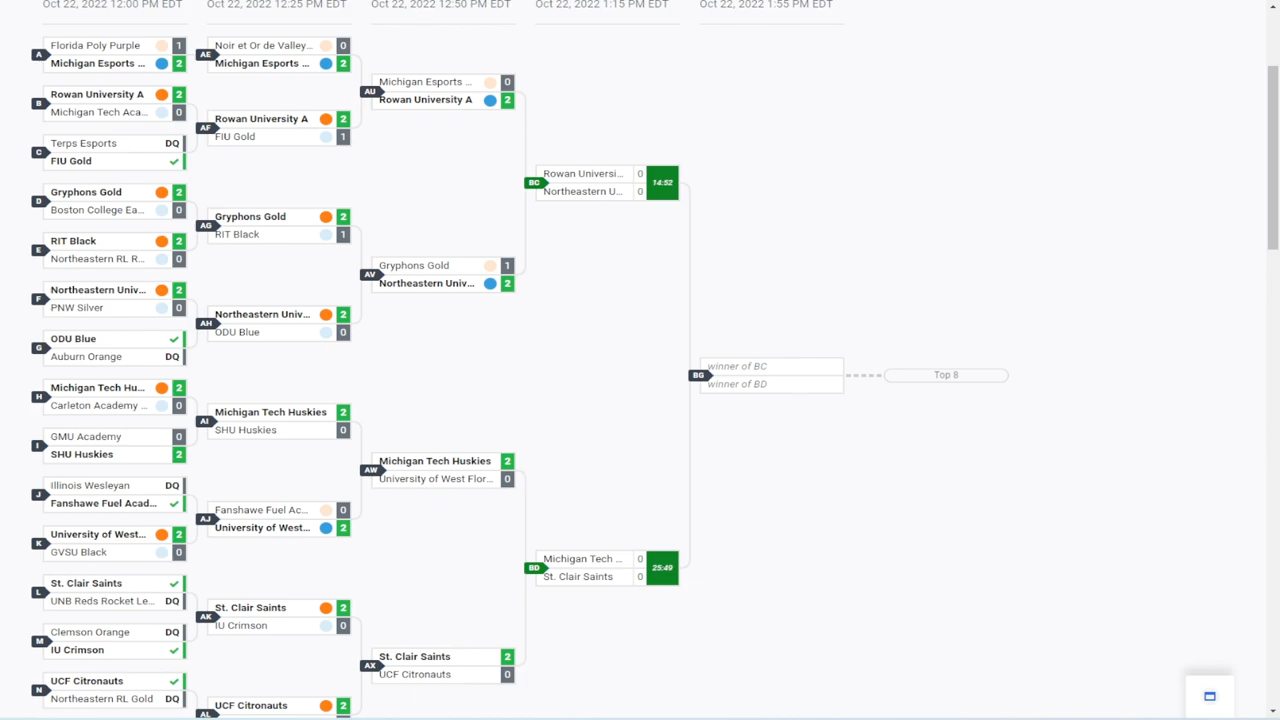 Oct 22, 2022 12:00 PM EDT
Oct 22, 2022 12:25 PM EDT
Oct 22, 2022 12:50 PM EDT
Oct 22, 2022 1:15 PM EDT
Oct 22, 2022 1:55 PM EDT
A
Florida Poly Purple 1
Michigan Esports ... 2
B
Rowan University A 2
Michigan Tech Aca... 0
C
Terps Esports DQ
FIU Gold ✓
D
Gryphons Gold 2
Boston College Ea... 0
E
RIT Black 2
Northeastern RL R... 0
F
Northeastern Univ... 2
PNW Silver 0
G
ODU Blue ✓
Auburn Orange DQ
H
Michigan Tech Hu... 2
Carleton Academy ... 0
I
GMU Academy 0
SHU Huskies 2
J
Illinois Wesleyan DQ
Fanshawe Fuel Acad... ✓
K
University of West... 2
GVSU Black 0
L
St. Clair Saints ✓
UNB Reds Rocket Le... DQ
M
Clemson Orange DQ
IU Crimson ✓
N
UCF Citronauts ✓
Northeastern RL Gold DQ
AE
Noir et Or de Valley... 0
Michigan Esports ... 2
AF
Rowan University A 2
FIU Gold 1
AG
Gryphons Gold 2
RIT Black 1
AH
Northeastern Univ... 2
ODU Blue 0
AI
Michigan Tech Huskies 2
SHU Huskies 0
AJ
Fanshawe Fuel Ac... 0
University of West... 2
AK
St. Clair Saints 2
IU Crimson 0
AL
UCF Citronauts 2
AU
Michigan Esports ... 0
Rowan University A 2
AV
Gryphons Gold 1
Northeastern Univ... 2
AW
Michigan Tech Huskies 2
University of West Flor... 0
AX
St. Clair Saints 2
UCF Citronauts 0
BC
Rowan Universi... 0
Northeastern U... 0
14:52
BD
Michigan Tech ... 0
St. Clair Saints 0
25:49
BG
winner of BC
winner of BD
Top 8